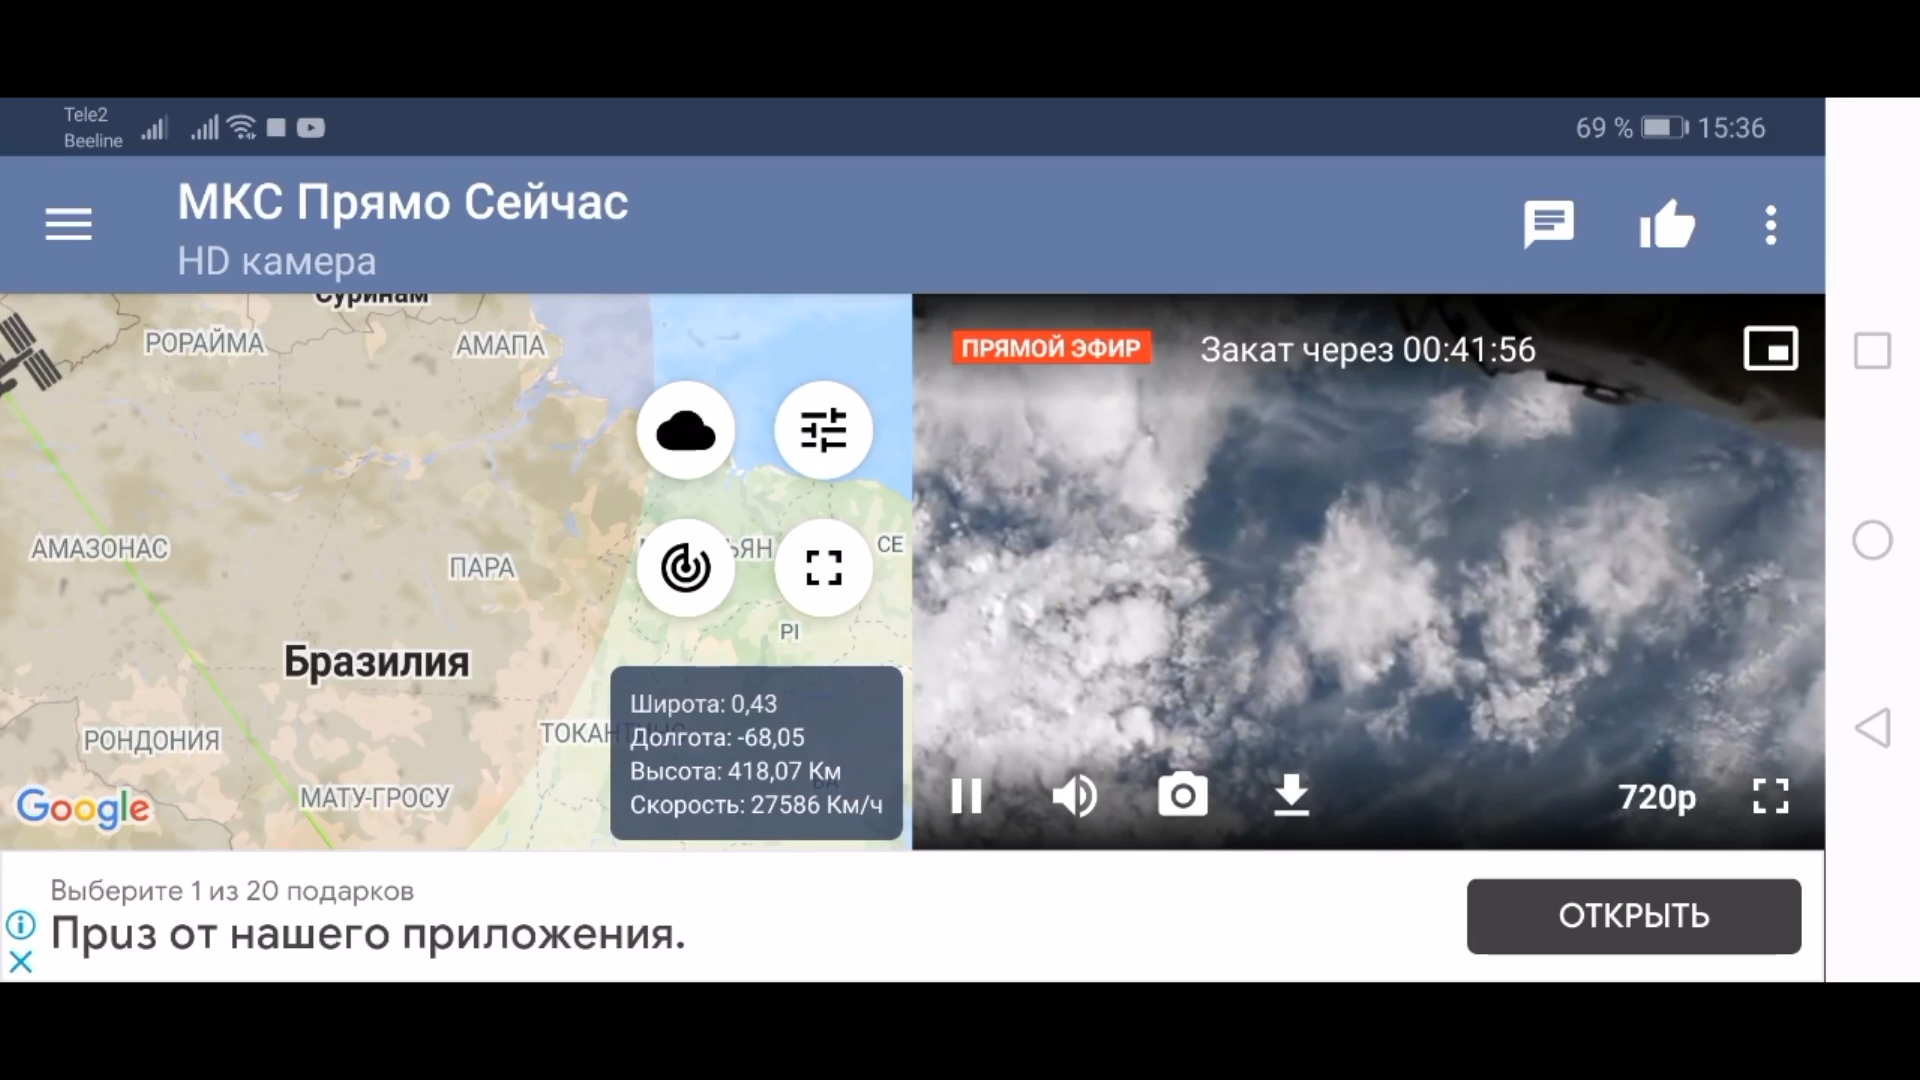 Tele2
Beeline
69 % 15:36
МКС Прямо Сейчас
HD камера
Суринам
РОРАЙМА
АМАПА
АМАЗОНАС
ПАРА
СЕ
PI
Бразилия
РОНДОНИЯ
МАТУ-ГРОСУ
Google
Широта: 0,43
Долгота: -68,05
Высота: 418,07 Км
Скорость: 27586 Км/ч
ПРЯМОЙ ЭФИР
Закат через 00:41:56
720p
Выберите 1 из 20 подарков
Приз от нашего приложения.
ОТКРЫТЬ